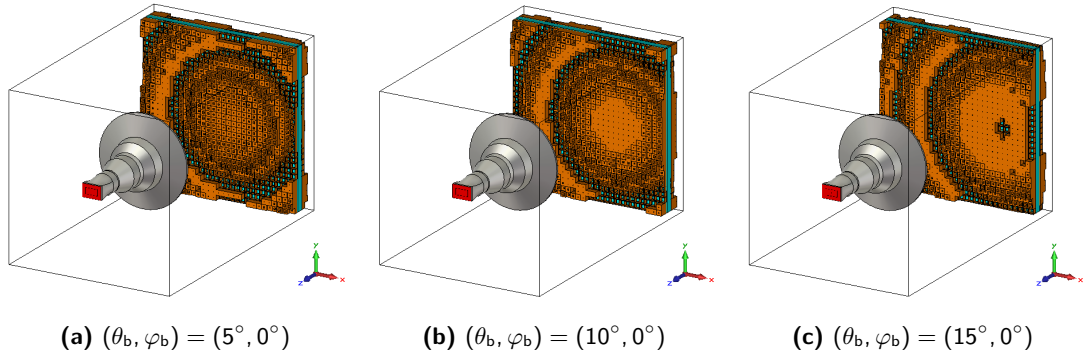 y
x
z
y
x
z
y
x
z
(a) (θb, φb) = (5°, 0°)
(b) (θb, φb) = (10°, 0°)
(c) (θb, φb) = (15°, 0°)